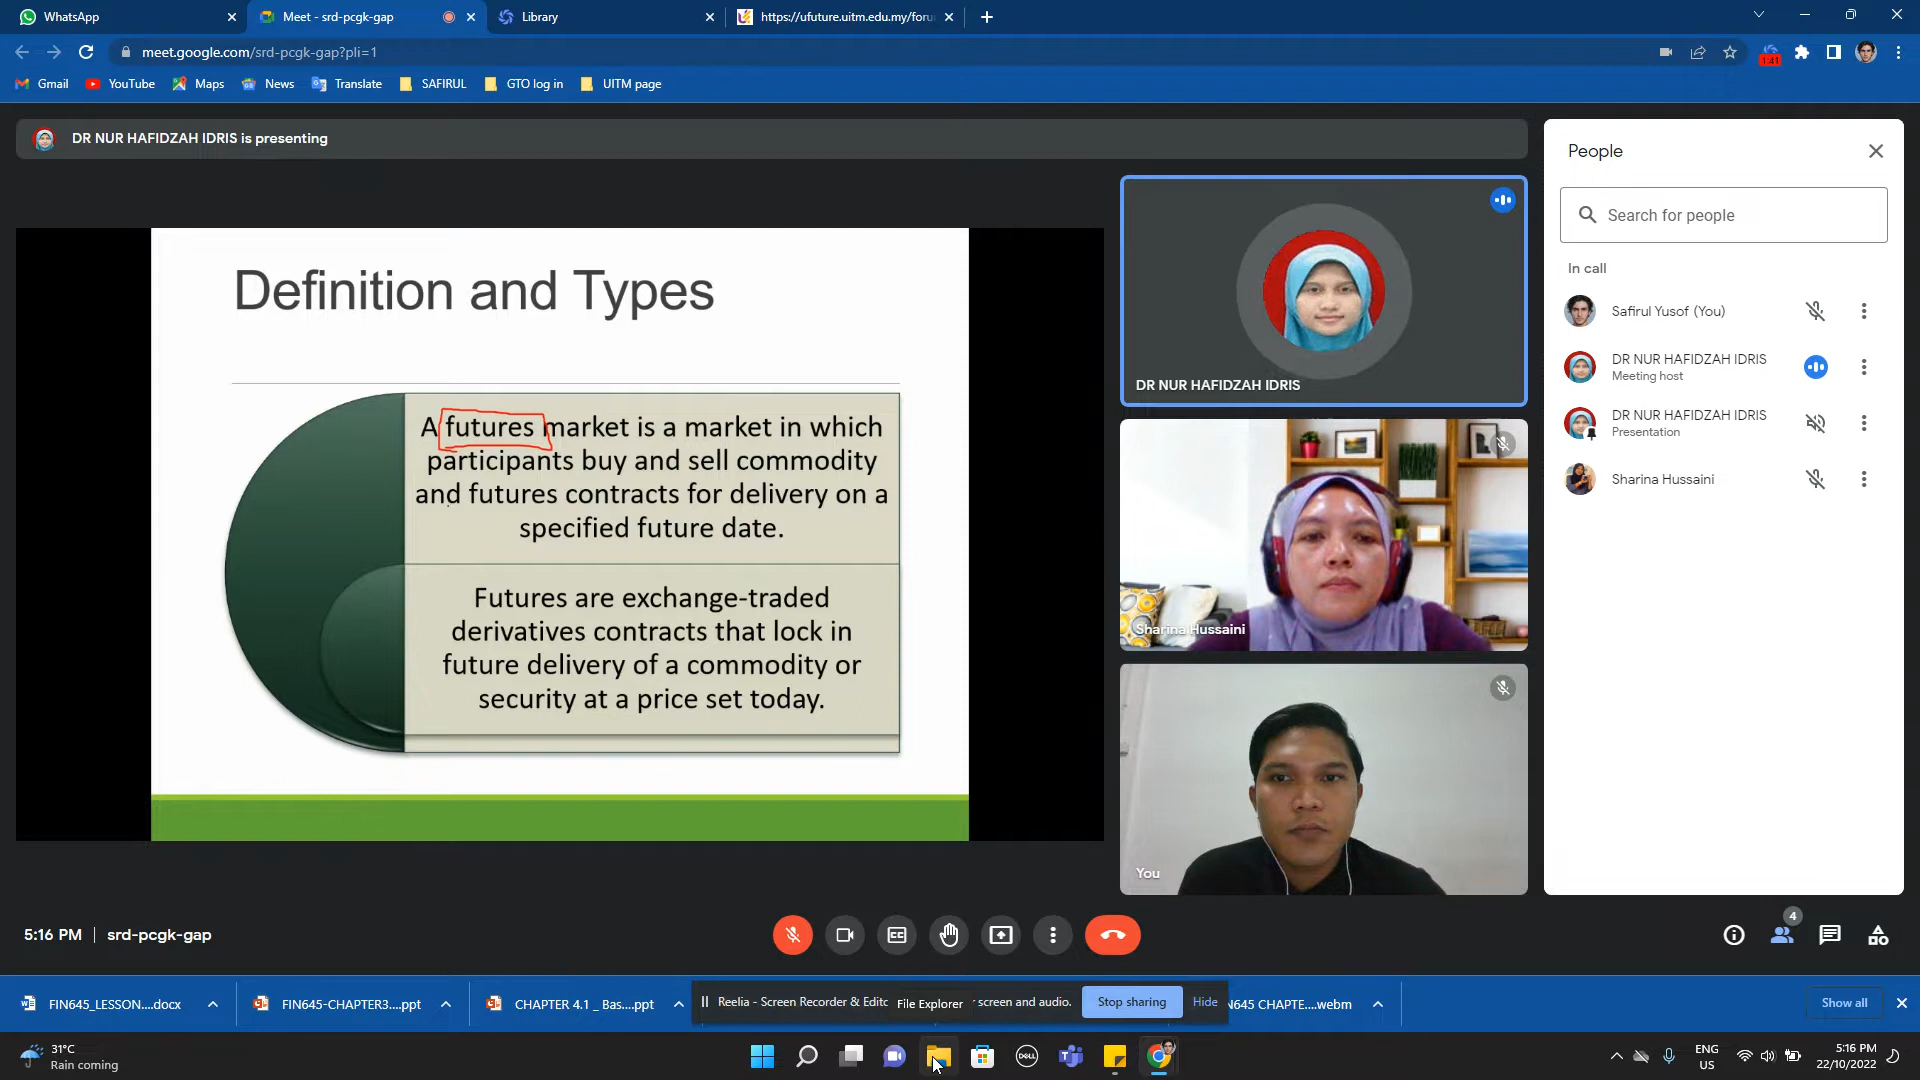 WhatsApp
Meet - srd-pcgk-gap
Library
https://ufuture.uitm.edu.my/foru
meet.google.com/srd-pcgk-gap?pli=1
1:41
Gmail
YouTube
Maps
News
Translate
SAFIRUL
GTO log in
UITM page
DR NUR HAFIDZAH IDRIS is presenting
Definition and Types
A futures market is a market in which
participants buy and sell commodity
and futures contracts for delivery on a
specified future date.
Futures are exchange-traded
derivatives contracts that lock in
future delivery of a commodity or
security at a price set today.
DR NUR HAFIDZAH IDRIS
Sharina Hussaini
You
People
Search for people
In call
Safirul Yusof (You)
DR NUR HAFIDZAH IDRIS
Meeting host
DR NUR HAFIDZAH IDRIS
Presentation
Sharina Hussaini
5:16 PM | srd-pcgk-gap
CC
4
FIN645_LESSON....docx
FIN645-CHAPTER3....ppt
CHAPTER 4.1 _ Bas....ppt
Reelia - Screen Recorder & Edito
File Explorer
screen and audio.
Stop sharing
Hide
N645 CHAPTE....webm
Show all
31°C
Rain coming
DELL
ENG
US
5:16 PM
22/10/2022